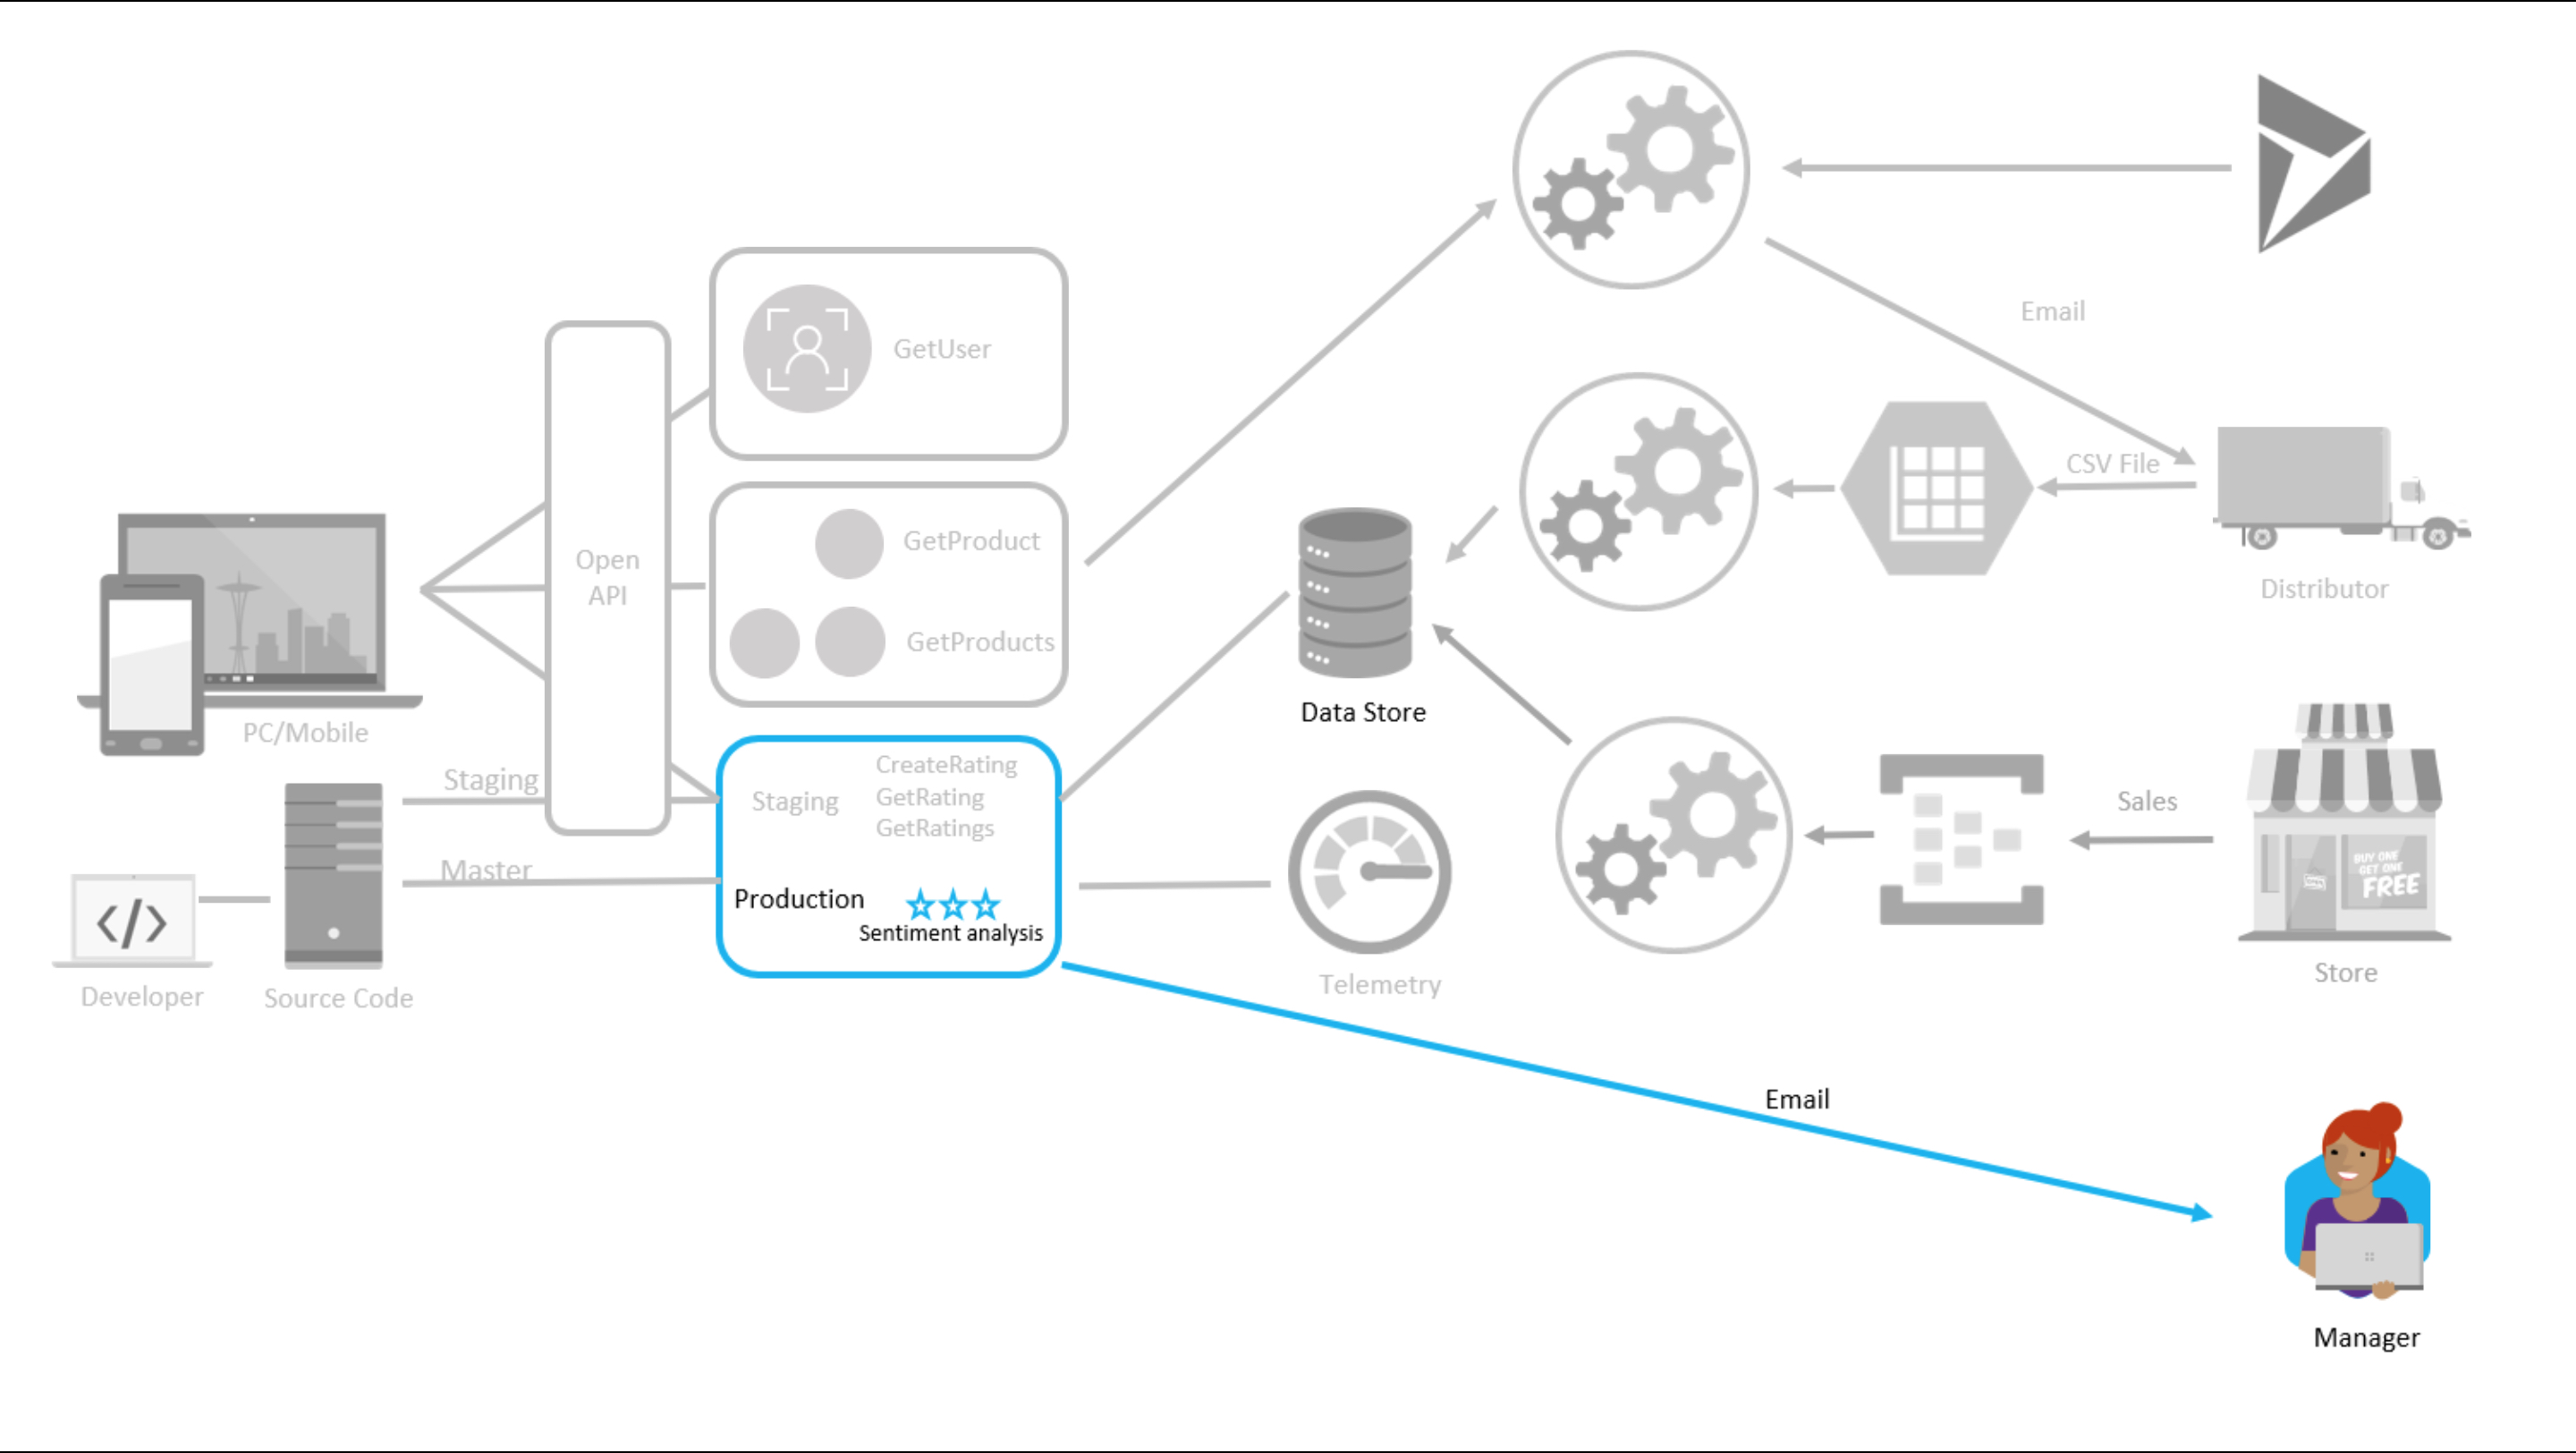 Email
GetUser
CSV File
Open
API
GetProduct
Distributor
GetProducts
Data Store
PC/Mobile
Staging
Staging
CreateRating
GetRating
GetRatings
Sales
BUY ONE
GET ONE
FREE
Master
Production
Sentiment analysis
Store
Telemetry
Developer
Source Code
Email
Manager